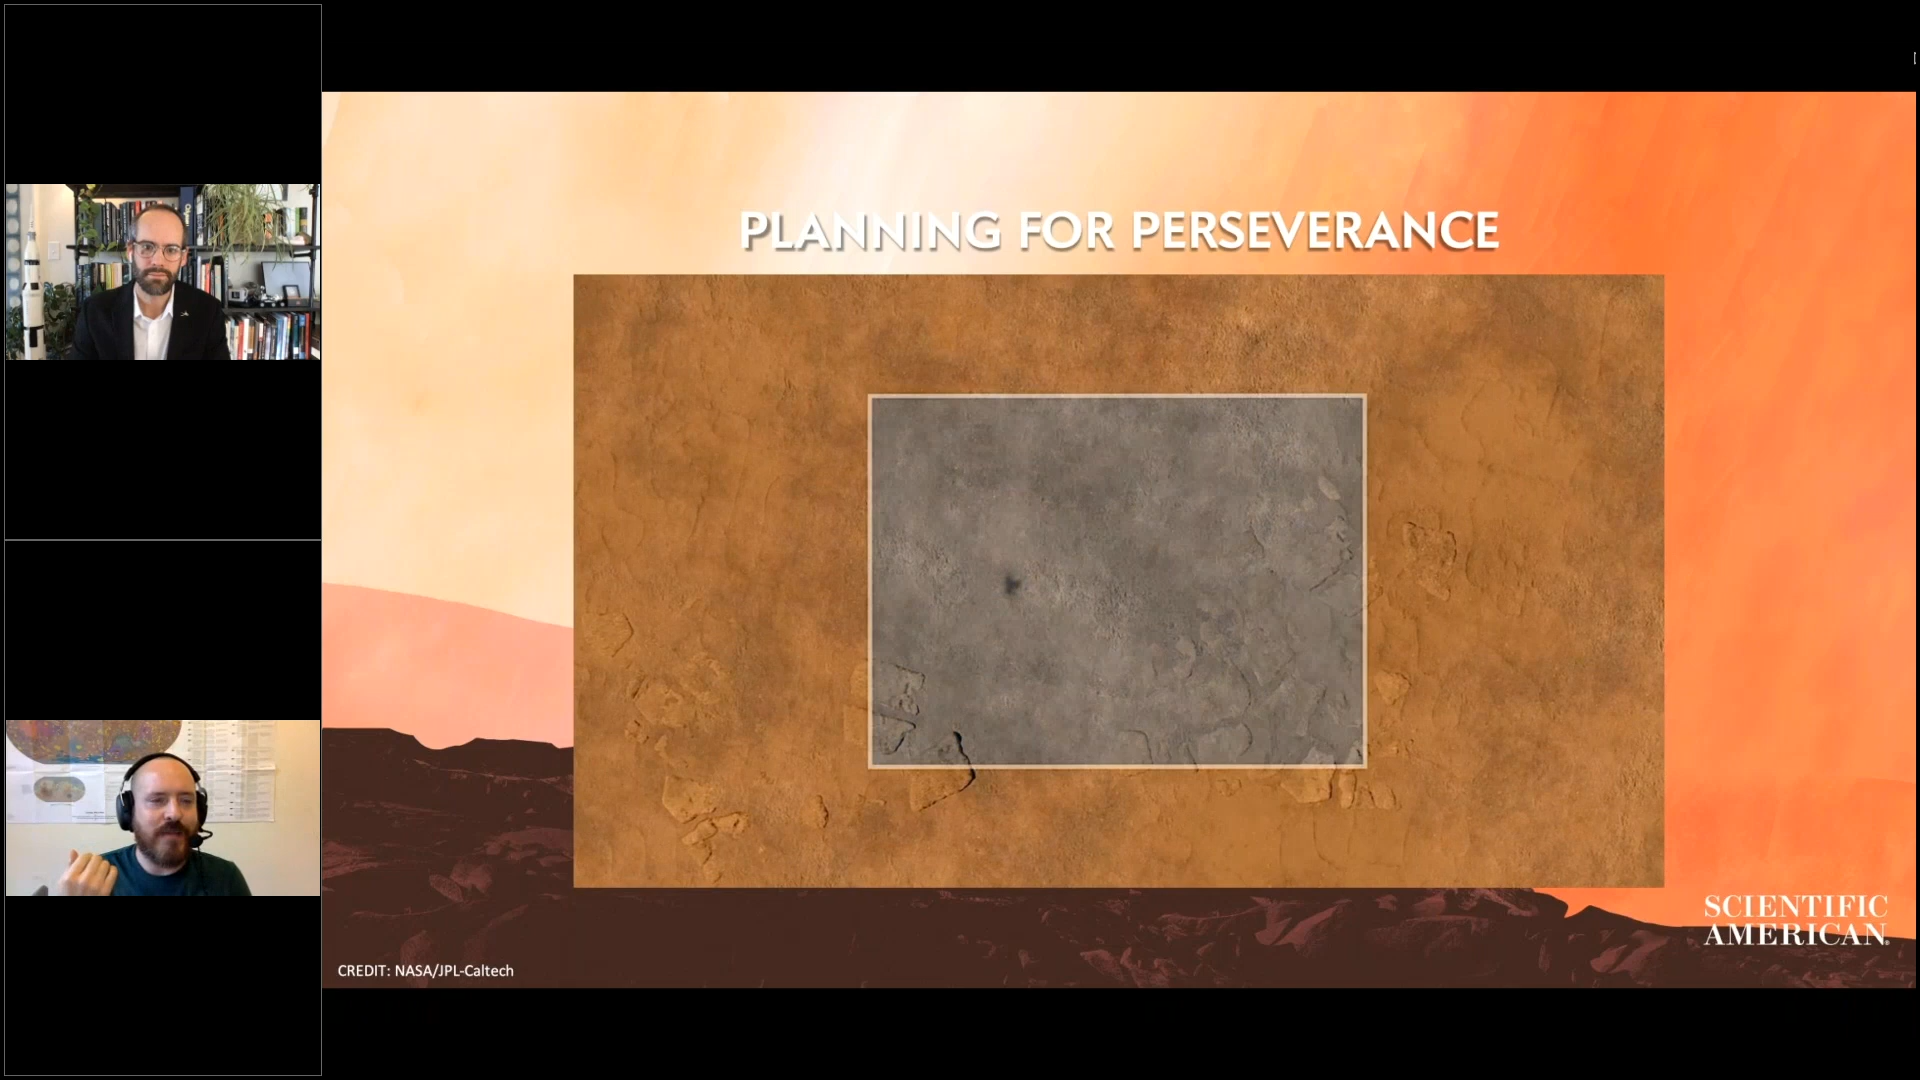 PLANNING FOR PERSEVERANCE
SCIENTIFIC
AMERICAN
CREDIT: NASA/JPL-Caltech